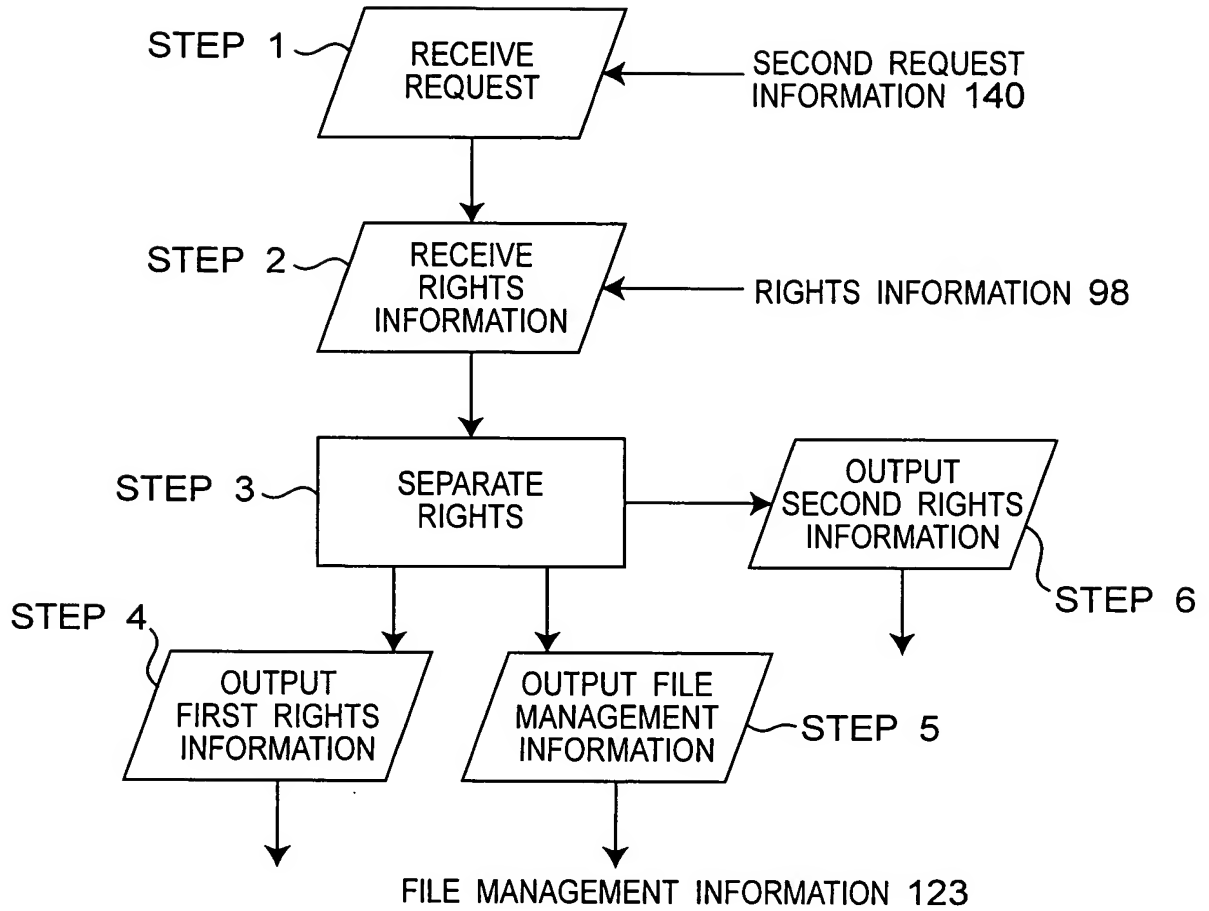 STEP 1
RECEIVE
REQUEST
SECOND REQUEST
INFORMATION 140
STEP 2
RECEIVE
RIGHTS
INFORMATION
RIGHTS INFORMATION 98
STEP 3
SEPARATE
RIGHTS
OUTPUT
SECOND RIGHTS
INFORMATION
STEP 6
STEP 4
OUTPUT
FIRST RIGHTS
INFORMATION
OUTPUT FILE
MANAGEMENT
INFORMATION
STEP 5
FILE MANAGEMENT INFORMATION 123